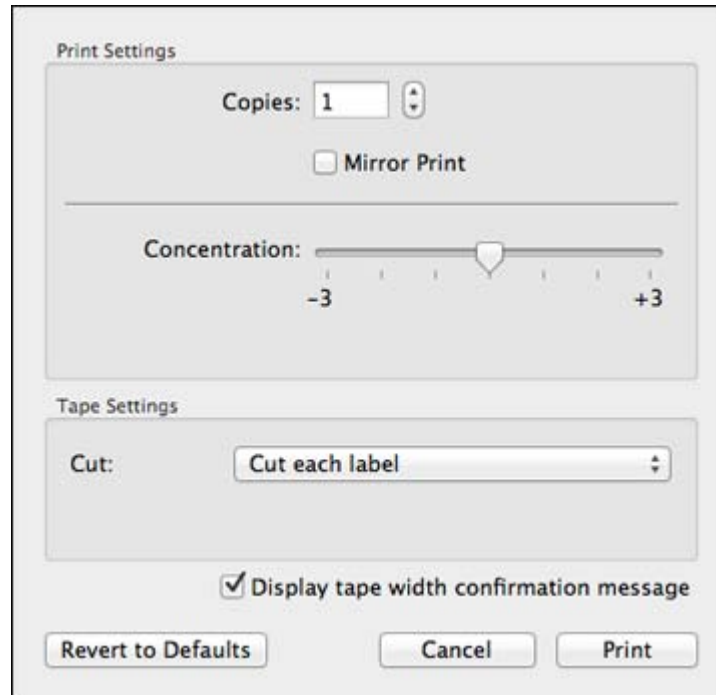 Print Settings
Copies: 1
Mirror Print
Concentration:
-3 +3
Tape Settings
Cut: Cut each label
Display tape width confirmation message
Revert to Defaults Cancel Print